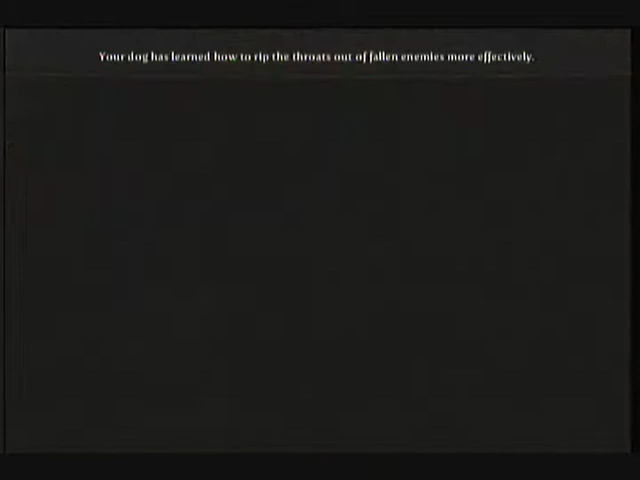 Your dog has learned how to rip the throats out of fallen enemies more effectively.